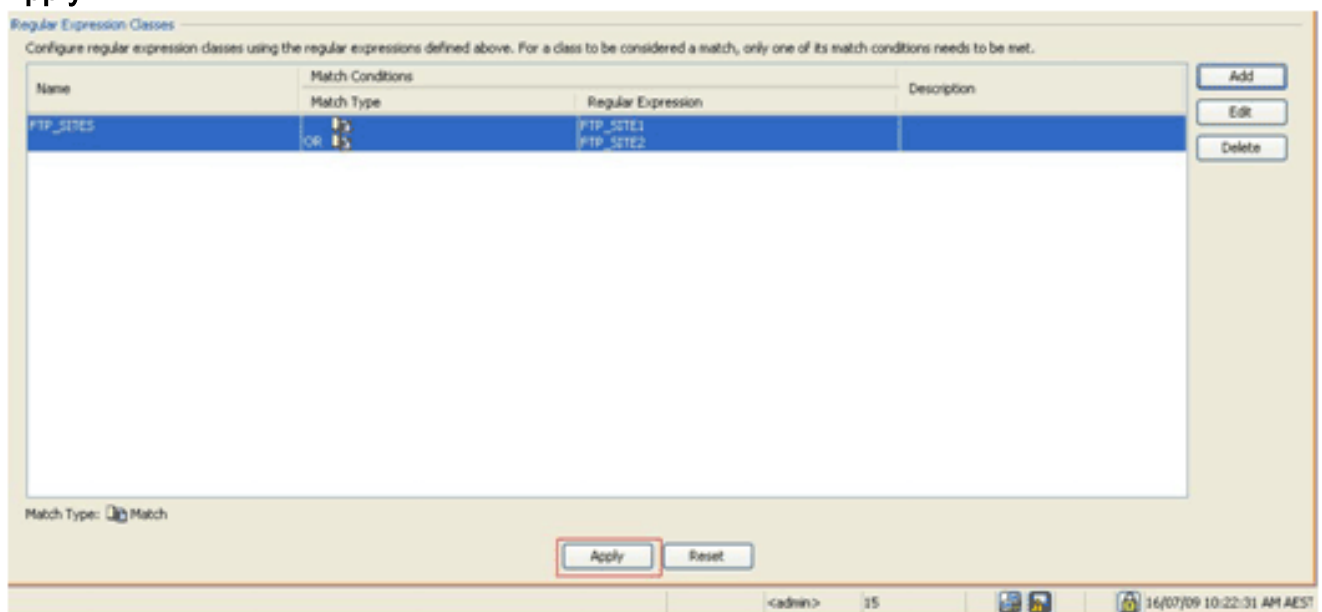 Regular Expression Classes
Configure regular expression classes using the regular expressions defined above. For a class to be considered a match, only one of its match conditions needs to be met.
Name
Match Conditions
Description
Match Type
Regular Expression
FTP_SITES
FTP_SITE1
OR
FTP_SITE2
Add
Edit
Delete
Match Type: Match
Apply Reset
<admin> 15 16/07/09 10:22:31 AM AEST